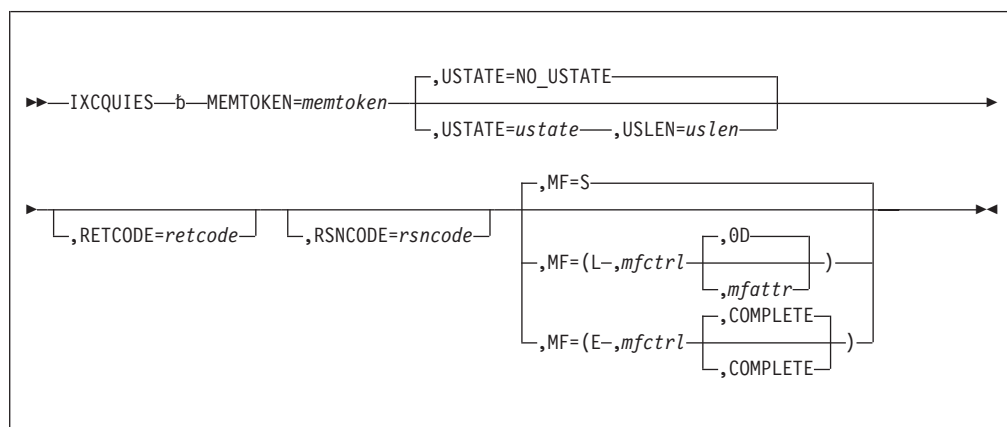 ,USTATE=NO_USTATE
IXCQUIES ␢ MEMTOKEN=memtoken
,USTATE=ustate ,USLEN=uslen
,MF=S
,RETCODE=retcode ,RSNCODE=rsncode
,0D
,MF=(L ,mfctrl )
,mfattr
,COMPLETE
,MF=(E ,mfctrl )
,COMPLETE